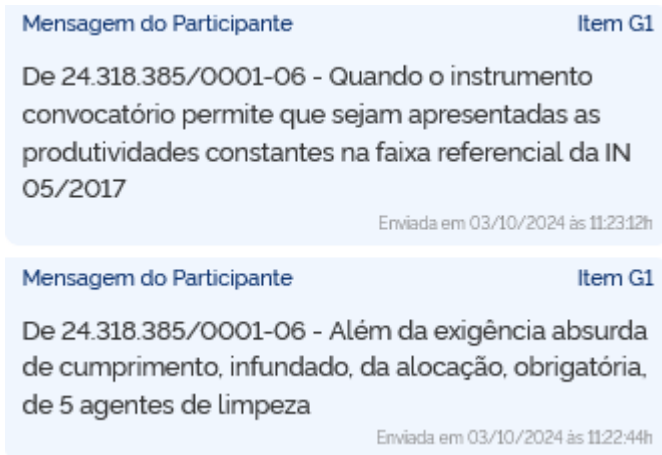 Mensagem do Participante Item G1
De 24.318.385/0001-06 - Quando o instrumento
convocatório permite que sejam apresentadas as
produtividades constantes na faixa referencial da IN
05/2017
Enviada em 03/10/2024 às 11:23:12h
Mensagem do Participante Item G1
De 24.318.385/0001-06 - Além da exigência absurda
de cumprimento, infundado, da alocação, obrigatória,
de 5 agentes de limpeza
Enviada em 03/10/2024 às 11:22:44h